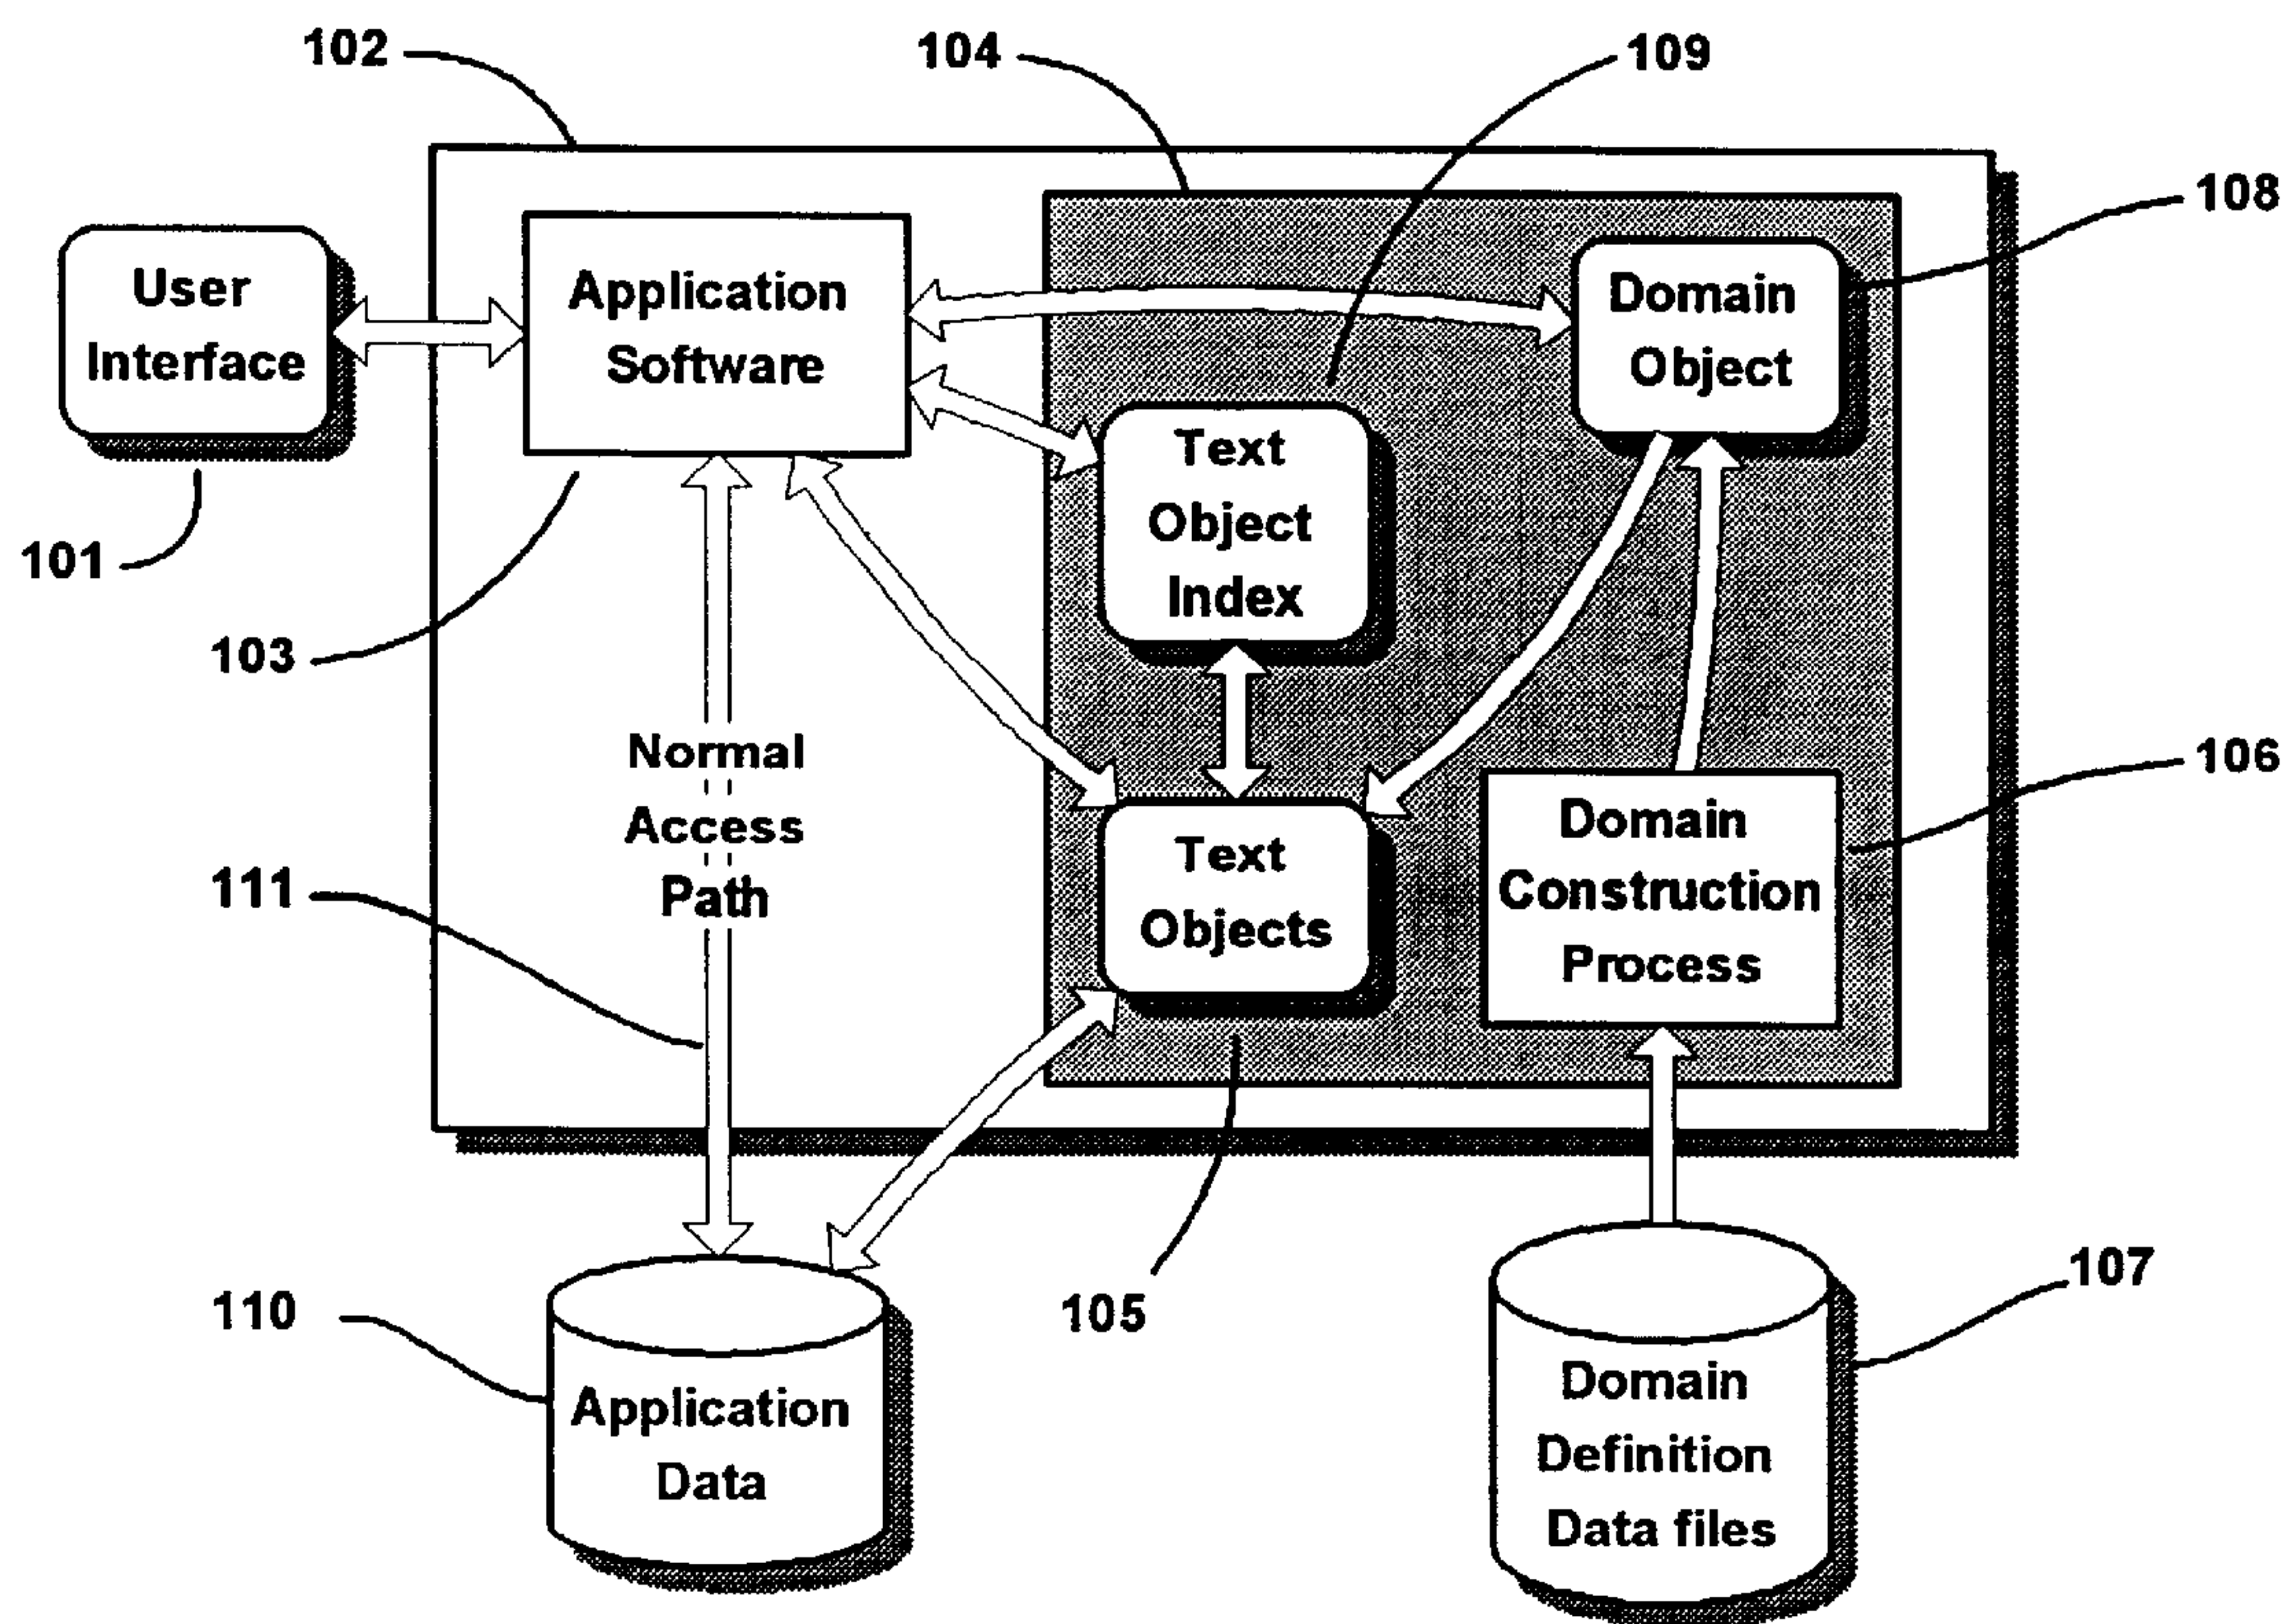 102
104
109
108
User
Interface
Application
Software
Domain
Object
Text
Object
Index
101
103
Normal
Access
Path
106
Domain
Construction
Process
Text
Objects
111
107
110
105
Application
Data
Domain
Definition
Data files